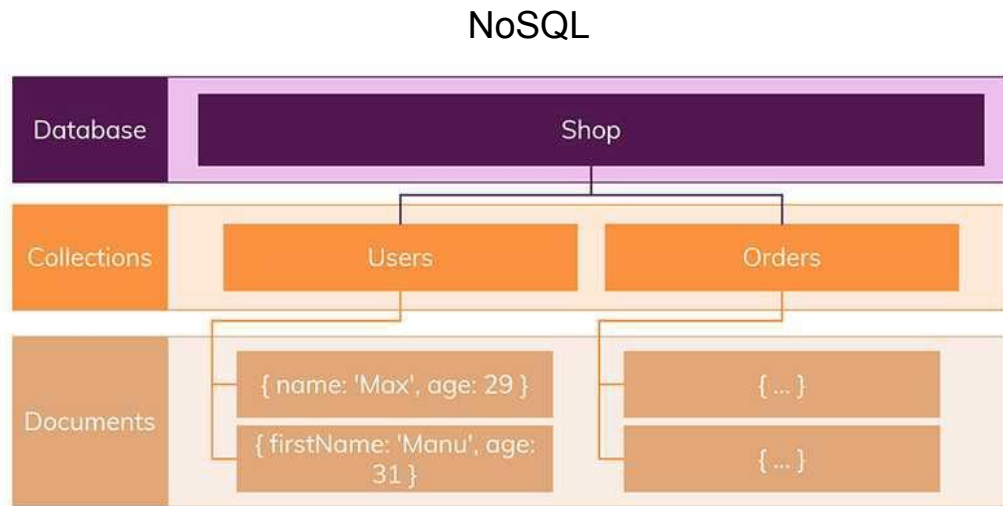 NoSQL
Database
Shop
Collections
Users
Orders
Documents
{ name: 'Max', age: 29 }
{ ... }
{ firstName: 'Manu', age:
31 }
{ ... }